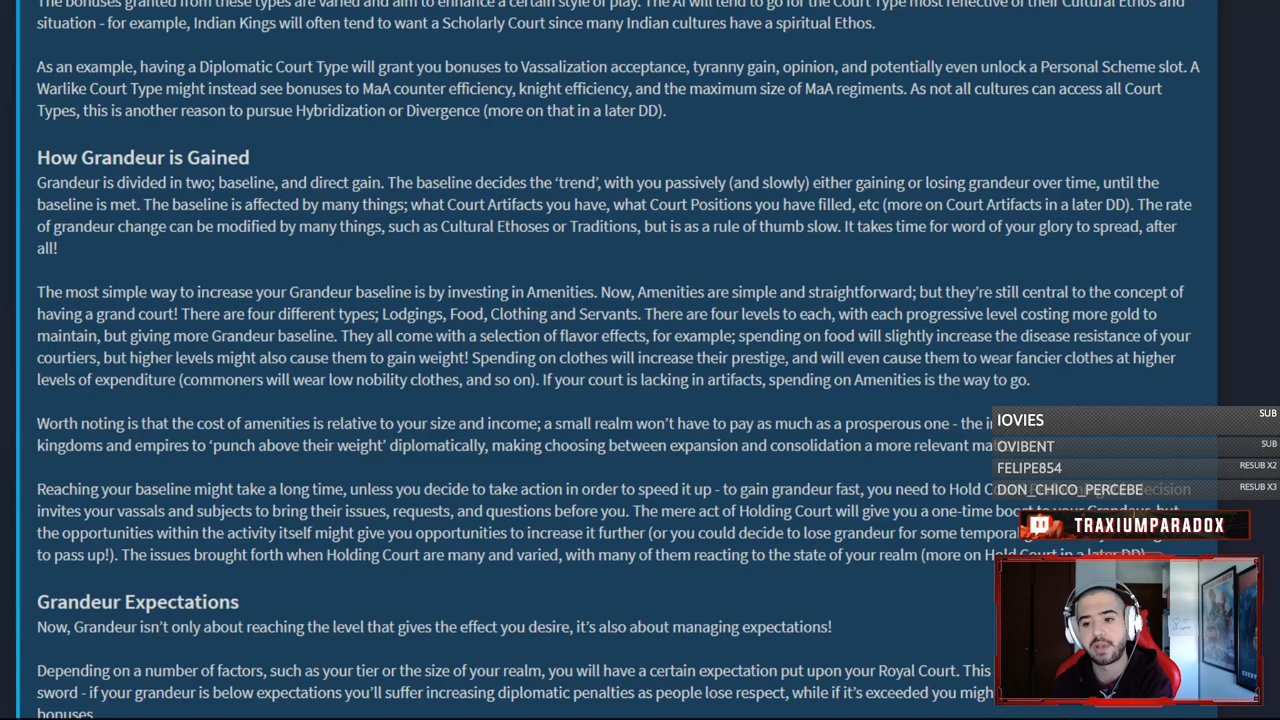 The bonuses granted from these types are varied and aim to enhance a certain style of play. The AI will tend to go for the Court Type most reflective of their Cultural Ethos and
situation - for example, Indian Kings will often tend to want a Scholarly Court since many Indian cultures have a spiritual Ethos.
As an example, having a Diplomatic Court Type will grant you bonuses to Vassalization acceptance, tyranny gain, opinion, and potentially even unlock a Personal Scheme slot. A
Warlike Court Type might instead see bonuses to MaA counter efficiency, knight efficiency, and the maximum size of MaA regiments. As not all cultures can access all Court
Types, this is another reason to pursue Hybridization or Divergence (more on that in a later DD).
How Grandeur is Gained
Grandeur is divided in two; baseline, and direct gain. The baseline decides the ‘trend’, with you passively (and slowly) either gaining or losing grandeur over time, until the
baseline is met. The baseline is affected by many things; what Court Artifacts you have, what Court Positions you have filled, etc (more on Court Artifacts in a later DD). The rate
of grandeur change can be modified by many things, such as Cultural Ethoses or Traditions, but is as a rule of thumb slow. It takes time for word of your glory to spread, after
all!
The most simple way to increase your Grandeur baseline is by investing in Amenities. Now, Amenities are simple and straightforward; but they’re still central to the concept of
having a grand court! There are four different types; Lodgings, Food, Clothing and Servants. There are four levels to each, with each progressive level costing more gold to
maintain, but giving more Grandeur baseline. They all come with a selection of flavor effects, for example; spending on food will slightly increase the disease resistance of your
courtiers, but higher levels might also cause them to gain weight! Spending on clothes will increase their prestige, and will even cause them to wear fancier clothes at higher
levels of expenditure (commoners will wear low nobility clothes, and so on). If your court is lacking in artifacts, spending on Amenities is the way to go.
Worth noting is that the cost of amenities is relative to your size and income; a small realm won’t have to pay as much as a prosperous one - the
kingdoms and empires to ‘punch above their weight’ diplomatically, making choosing between expansion and consolidation a more relevant
Reaching your baseline might take a long time, unless you decide to take action in order to speed it up - to gain grandeur fast, you need to Hold
invites your vassals and subjects to bring their issues, requests, and questions before you. The mere act of Holding Court will give you a one-time boost to your Grandeur, but
the opportunities within the activity itself might give you opportunities to increase it further (or you could decide to lose grandeur for some
to pass up!). The issues brought forth when Holding Court are many and varied, with many of them reacting to the state of your realm (more on Hold Court in a later DD).
Grandeur Expectations
Now, Grandeur isn’t only about reaching the level that gives the effect you desire, it’s also about managing expectations!
Depending on a number of factors, such as your tier or the size of your realm, you will have a certain expectation put upon your Royal Court. This
sword - if your grandeur is below expectations you’ll suffer increasing diplomatic penalties as people lose respect, while if it’s exceeded you
bonuses.
IOVIES SUB
OVIBENT SUB
FELIPE854 RESUB X2
DON_CHICO_PERCEBE RESUB X3
TRAXIUMPARADOX